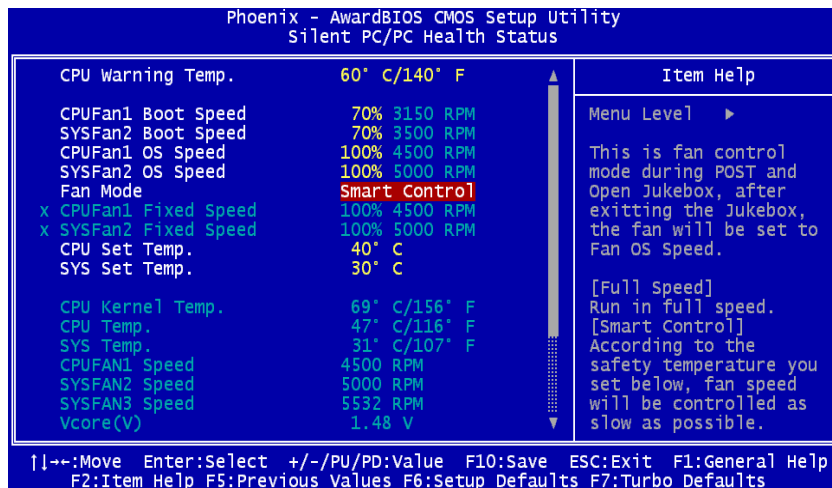 Phoenix - AwardBIOS CMOS Setup Utility
Silent PC/PC Health Status
CPU Warning Temp. 60° C/140° F
CPUFan1 Boot Speed 70% 3150 RPM
SYSFan2 Boot Speed 70% 3500 RPM
CPUFan1 OS Speed 100% 4500 RPM
SYSFan2 OS Speed 100% 5000 RPM
Fan Mode Smart Control
x CPUFan1 Fixed Speed 100% 4500 RPM
x SYSFan2 Fixed Speed 100% 5000 RPM
CPU Set Temp. 40° C
SYS Set Temp. 30° C
CPU Kernel Temp. 69° C/156° F
CPU Temp. 47° C/116° F
SYS Temp. 31° C/107° F
CPUFAN1 Speed 4500 RPM
SYSFAN2 Speed 5000 RPM
SYSFAN3 Speed 5532 RPM
Vcore(V) 1.48 V
Item Help
Menu Level ▶
This is fan control
mode during POST and
Open Jukebox, after
exitting the Jukebox,
the fan will be set to
Fan OS Speed.
[Full Speed]
Run in full speed.
[Smart Control]
According to the
safety temperature you
set below, fan speed
will be controlled as
slow as possible.
↑↓→←:Move Enter:Select +/-/PU/PD:Value F10:Save ESC:Exit F1:General Help
F2:Item Help F5:Previous Values F6:Setup Defaults F7:Turbo Defaults